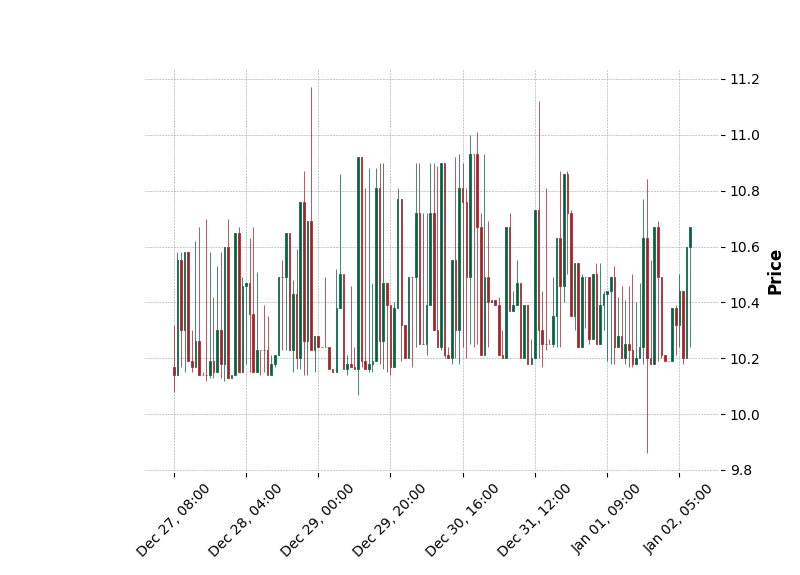 11.2
11.0
10.8
10.6
10.4
10.2
10.0
9.8
Price
Dec 27, 08:00
Dec 28, 04:00
Dec 29, 00:00
Dec 29, 20:00
Dec 30, 16:00
Dec 31, 12:00
Jan 01, 09:00
Jan 02, 05:00